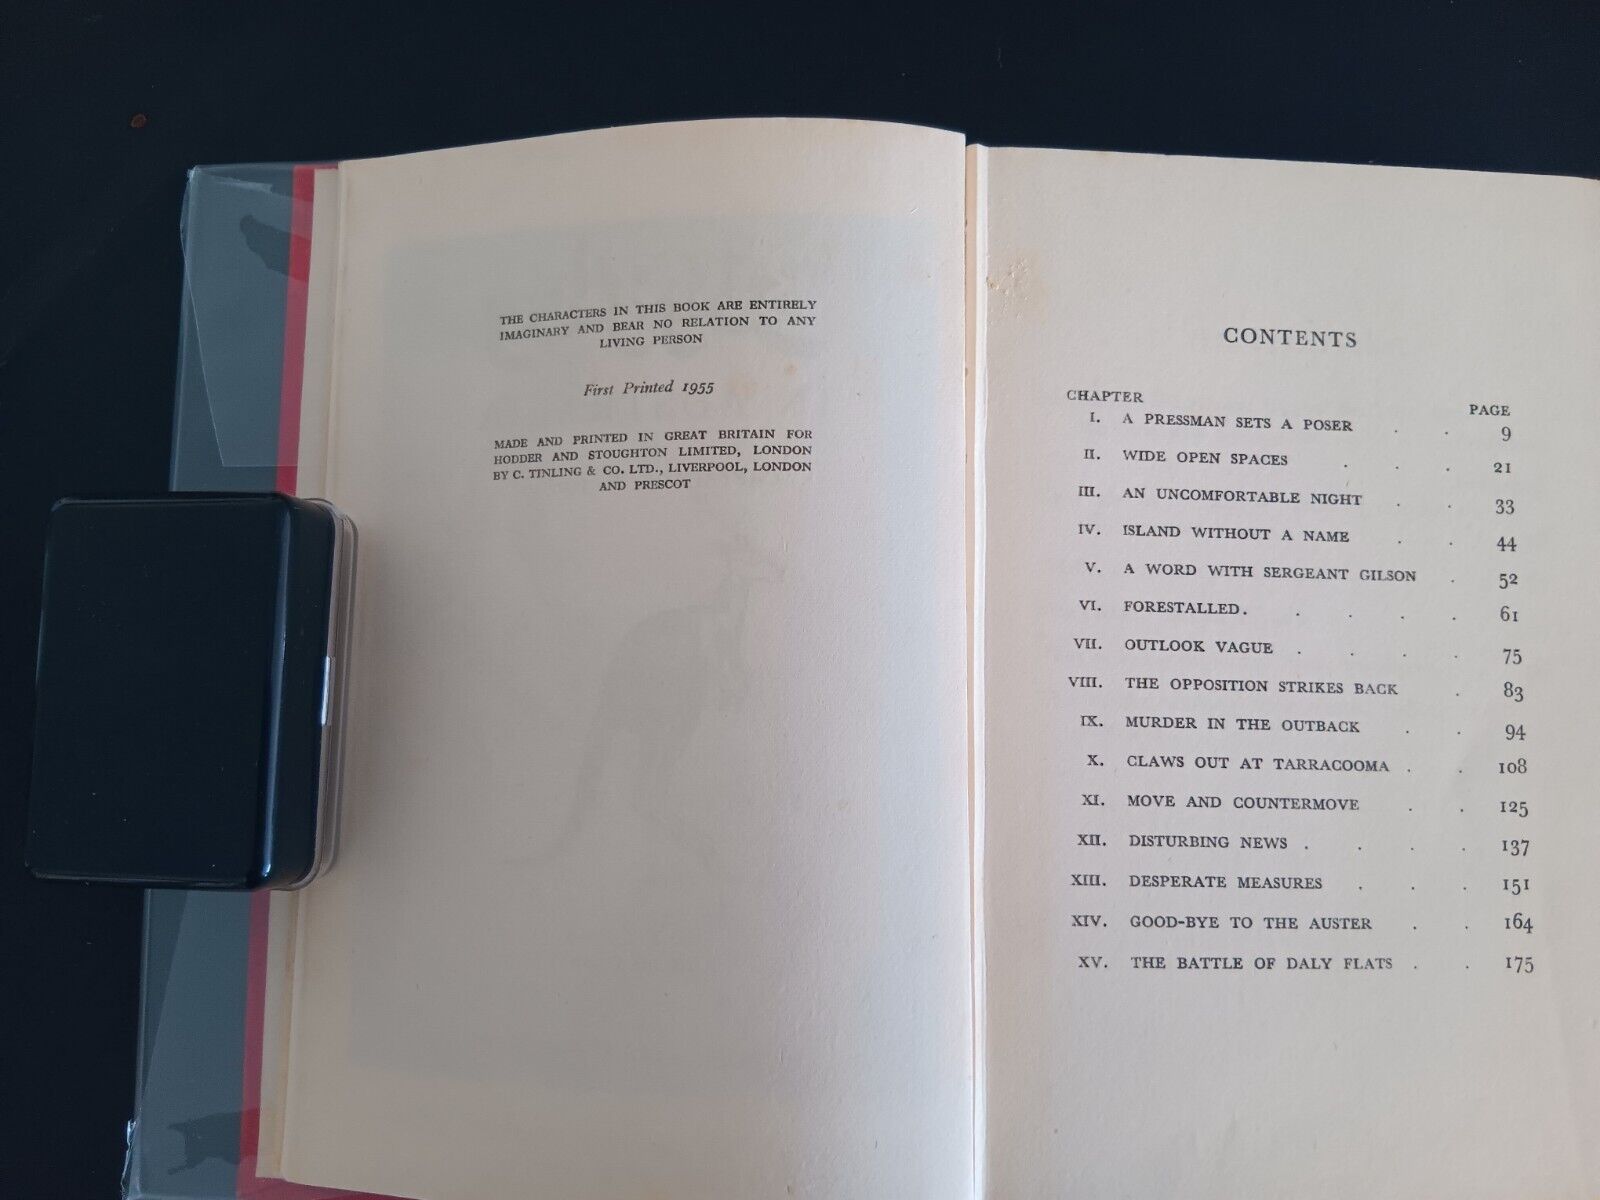 THE CHARACTERS IN THIS BOOK ARE ENTIRELY
IMAGINARY AND BEAR NO RELATION TO ANY
LIVING PERSON
First Printed 1955
MADE AND PRINTED IN GREAT BRITAIN FOR
HODDER AND STOUGHTON LIMITED, LONDON
BY C. TINLING & CO. LTD., LIVERPOOL, LONDON
AND PRESCOT
CONTENTS
CHAPTER PAGE
I. A PRESSMAN SETS A POSER . . 9
II. WIDE OPEN SPACES . . . 21
III. AN UNCOMFORTABLE NIGHT . . 33
IV. ISLAND WITHOUT A NAME . . 44
V. A WORD WITH SERGEANT GILSON . 52
VI. FORESTALLED . . . . . 61
VII. OUTLOOK VAGUE . . . . 75
VIII. THE OPPOSITION STRIKES BACK . 83
IX. MURDER IN THE OUTBACK . . 94
X. CLAWS OUT AT TARRACOOMA . . 108
XI. MOVE AND COUNTERMOVE . . 125
XII. DISTURBING NEWS . . . . 137
XIII. DESPERATE MEASURES . . . 151
XIV. GOOD-BYE TO THE AUSTER . . 164
XV. THE BATTLE OF DALY FLATS . . 175